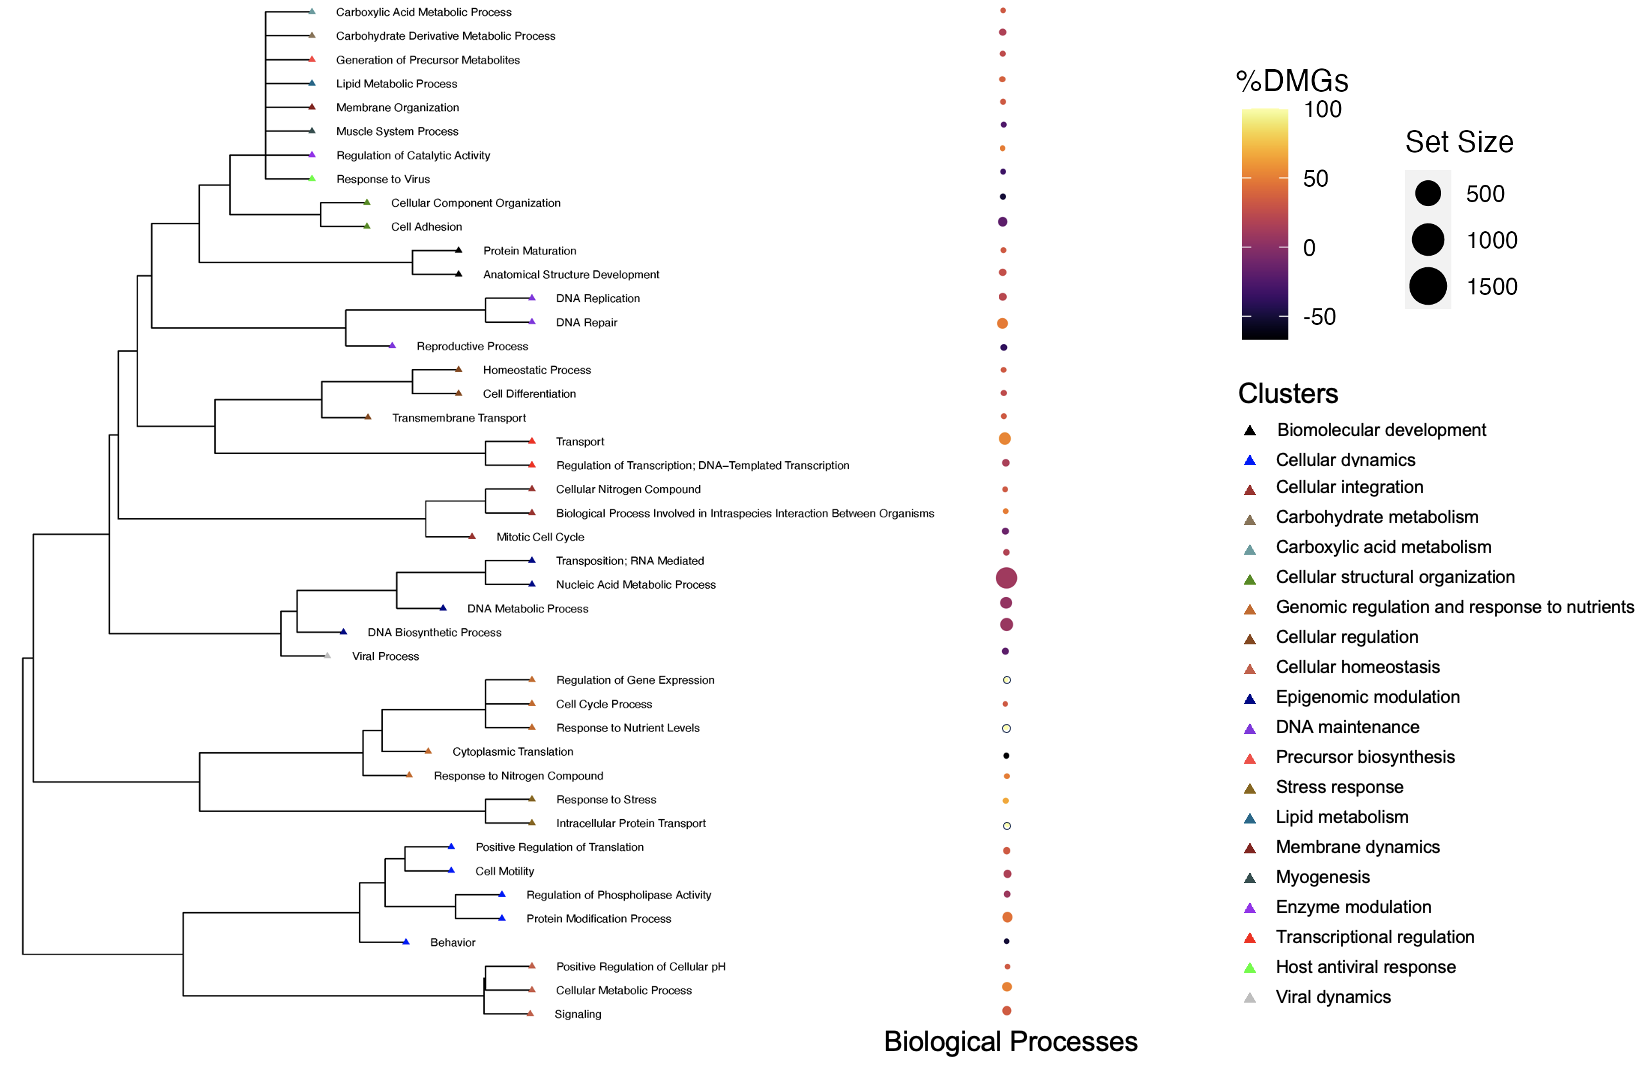 Carboxylic Acid Metabolic Process
Carbohydrate Derivative Metabolic Process
Generation of Precursor Metabolites
Lipid Metabolic Process
Membrane Organization
Muscle System Process
Regulation of Catalytic Activity
Response to Virus
Cellular Component Organization
Cell Adhesion
Protein Maturation
Anatomical Structure Development
DNA Replication
DNA Repair
Reproductive Process
Homeostatic Process
Cell Differentiation
Transmembrane Transport
Transport
Regulation of Transcription; DNA−Templated Transcription
Cellular Nitrogen Compound
Biological Process Involved in Intraspecies Interaction Between Organisms
Mitotic Cell Cycle
Transposition; RNA Mediated
Nucleic Acid Metabolic Process
DNA Metabolic Process
DNA Biosynthetic Process
Viral Process
Regulation of Gene Expression
Cell Cycle Process
Response to Nutrient Levels
Cytoplasmic Translation
Response to Nitrogen Compound
Response to Stress
Intracellular Protein Transport
Positive Regulation of Translation
Cell Motility
Regulation of Phospholipase Activity
Protein Modification Process
Behavior
Positive Regulation of Cellular pH
Cellular Metabolic Process
Signaling
Biological Processes
%DMGs
100
50
0
-50
Set Size
500
1000
1500
Clusters
Biomolecular development
Cellular dynamics
Cellular integration
Carbohydrate metabolism
Carboxylic acid metabolism
Cellular structural organization
Genomic regulation and response to nutrients
Cellular regulation
Cellular homeostasis
Epigenomic modulation
DNA maintenance
Precursor biosynthesis
Stress response
Lipid metabolism
Membrane dynamics
Myogenesis
Enzyme modulation
Transcriptional regulation
Host antiviral response
Viral dynamics